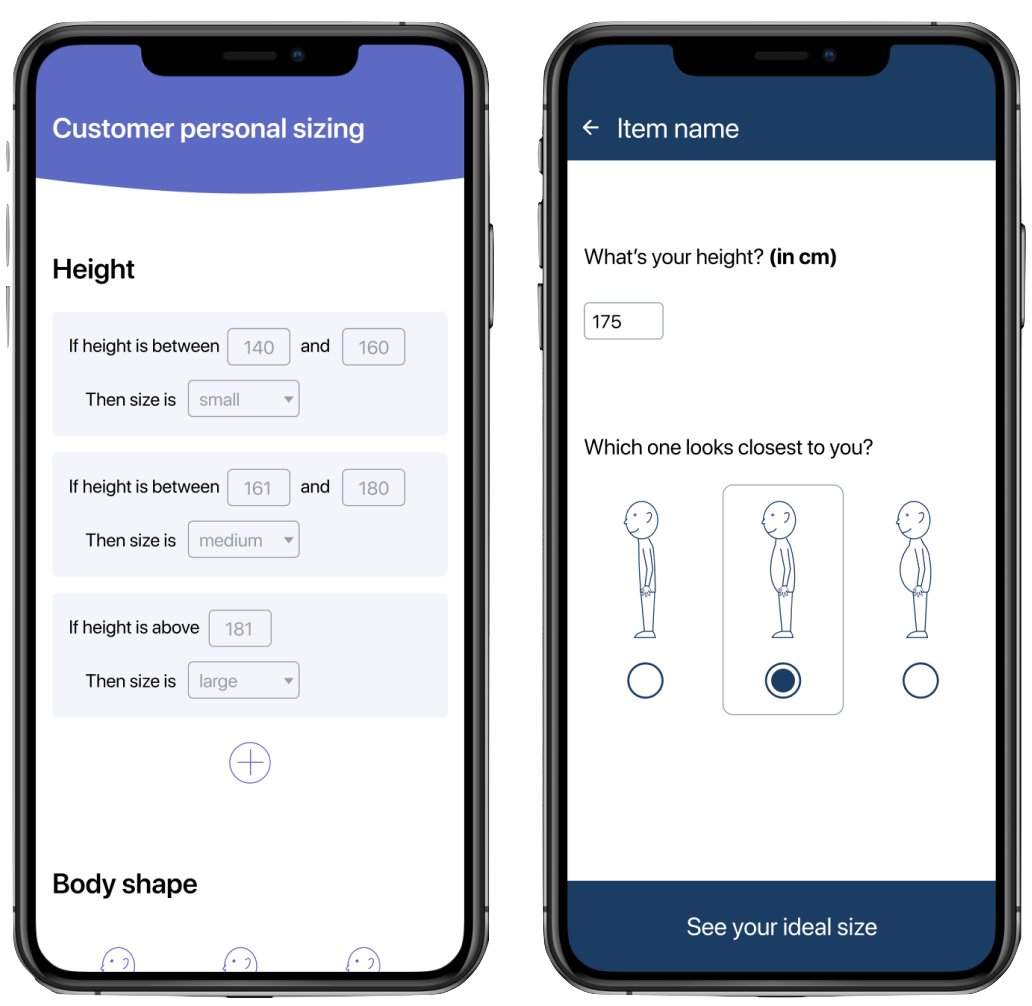 Customer personal sizing
Height
If height is between 140 and 160
Then size is small
If height is between 161 and 180
Then size is medium
If height is above 181
Then size is large
Body shape
Item name
What's your height? (in cm)
175
Which one looks closest to you?
See your ideal size